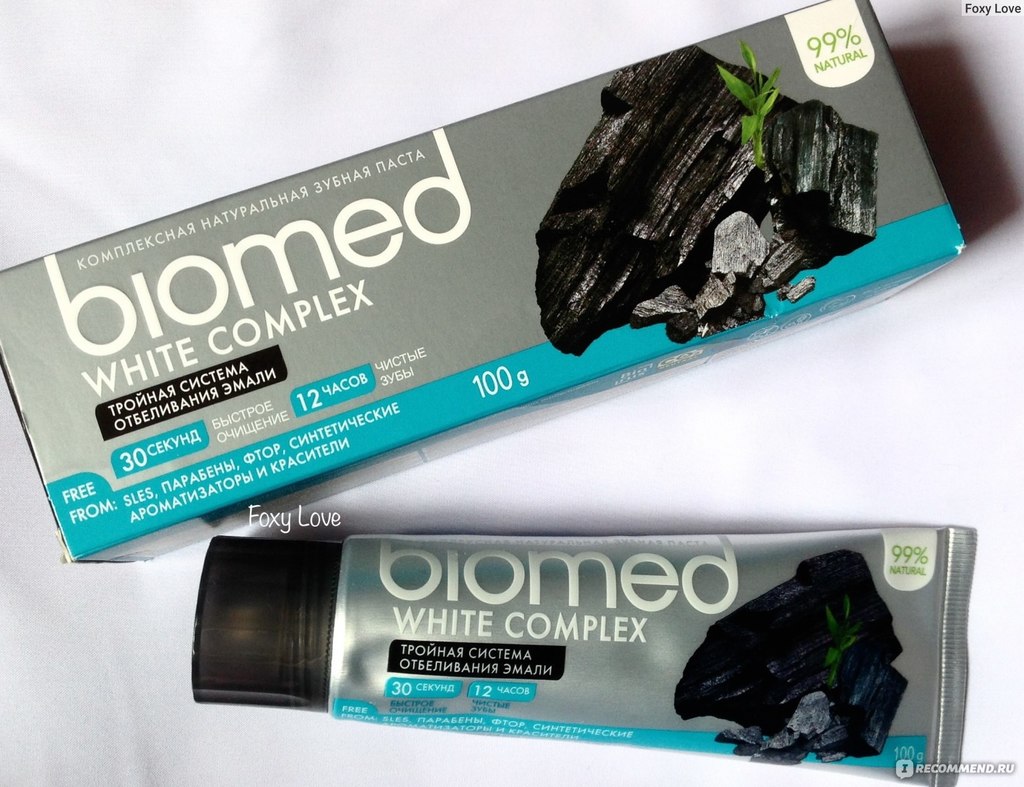 Foxy Love
99%
NATURAL
КОМПЛЕКСНАЯ НАТУРАЛЬНАЯ ЗУБНАЯ ПАСТА
biomed
WHITE COMPLEX
ТРОЙНАЯ СИСТЕМА
ОТБЕЛИВАНИЯ ЭМАЛИ
30 СЕКУНД БЫСТРОЕ ОЧИЩЕНИЕ 12 ЧАСОВ ЧИСТЫЕ ЗУБЫ
100 g
FREE
FROM: SLES, ПАРАБЕНЫ, ФТОР, СИНТЕТИЧЕСКИЕ
АРОМАТИЗАТОРЫ И КРАСИТЕЛИ
Foxy Love
biomed
99%
NATURAL
WHITE COMPLEX
ТРОЙНАЯ СИСТЕМА
ОТБЕЛИВАНИЯ ЭМАЛИ
30 СЕКУНД 12 ЧАСОВ
БЫСТРОЕ ЧИСТЫЕ
ОЧИЩЕНИЕ ЗУБЫ
FREE
FROM: SLES, ПАРАБЕНЫ, ФТОР, СИНТЕТИЧЕСКИЕ
АРОМАТИЗАТОРЫ И КРАСИТЕЛИ
100 g
RECOMMEND.RU